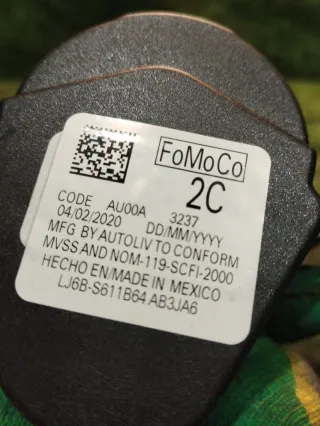 FoMoCo
2C
CODE AU00A 3237
04/02/2020 DD/MM/YYYY
MFG BY AUTOLIV TO CONFORM
MVSS AND NOM-119-SCFI-2000
HECHO EN/MADE IN MEXICO
LJ6B-S611B64 AB3JA6